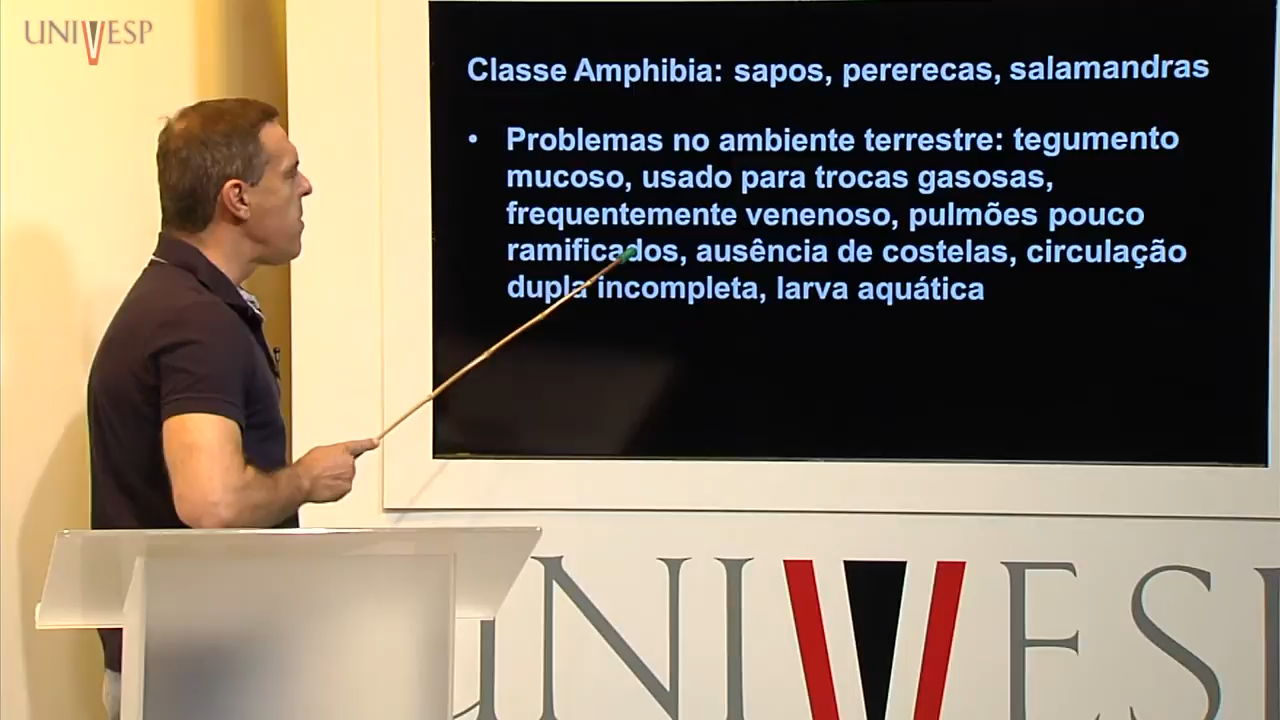 UNIVESP
Classe Amphibia: sapos, pererecas, salamandras
• Problemas no ambiente terrestre: tegumento
mucoso, usado para trocas gasosas,
frequentemente venenoso, pulmões pouco
ramificados, ausência de costelas, circulação
dupla incompleta, larva aquática
UNIVESP